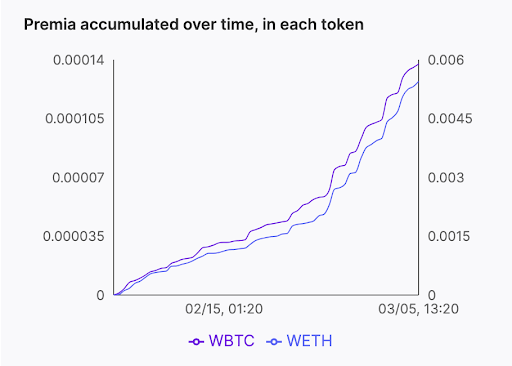 Premia accumulated over time, in each token
0.00014 0.006
0.000105 0.0045
0.00007 0.003
0.000035 0.0015
0 0
02/15, 01:20 03/05, 13:20
WBTC WETH